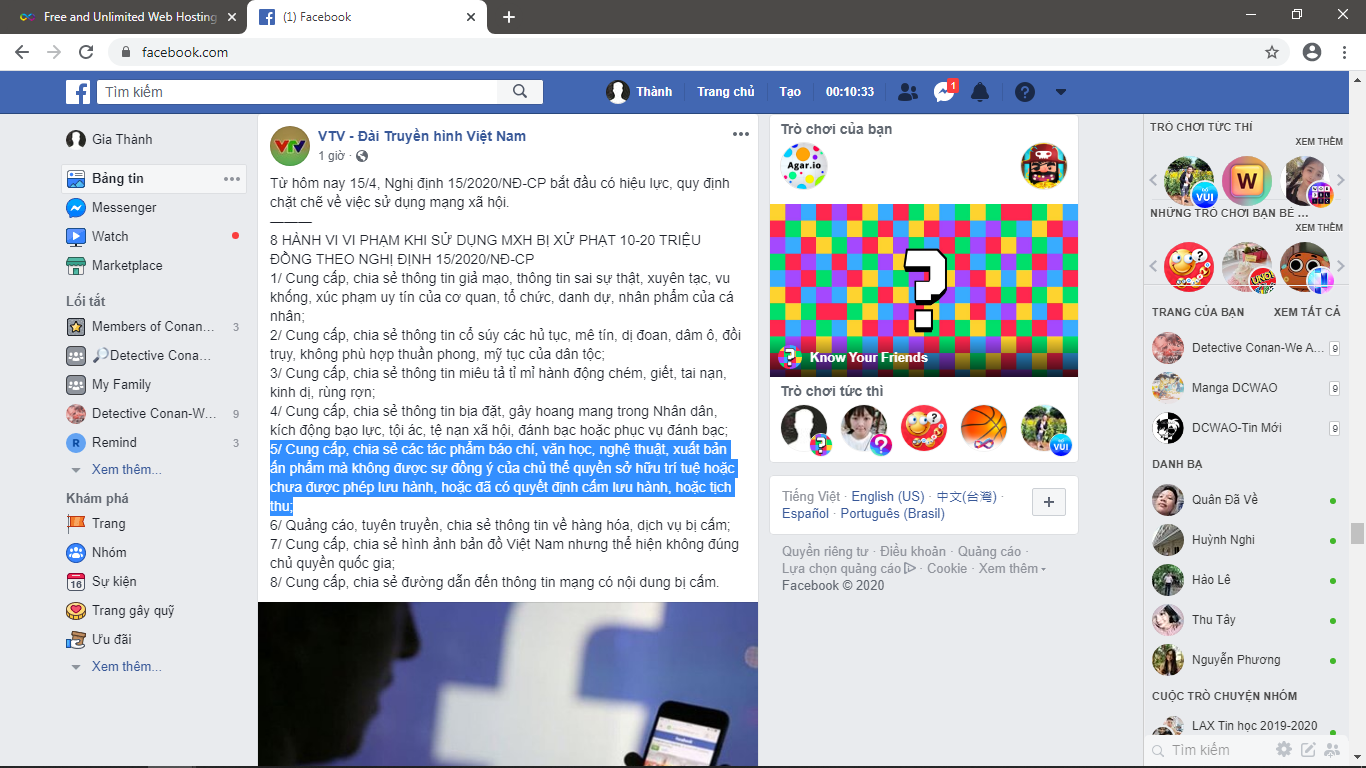 Free and Unlimited Web Hosting
(1) Facebook
facebook.com
Tìm kiếm
Thành
Trang chủ
Tạo
00:10:33
1
Gia Thành
Bảng tin
Messenger
Watch
Marketplace
Lối tắt
Members of Conan...
3
Detective Cona...
My Family
Detective Conan-W...
9
R
Remind
3
Xem thêm...
Khám phá
Trang
Nhóm
16
Sự kiện
Trang gây quỹ
Ưu đãi
Xem thêm...
VTV
VTV - Đài Truyền hình Việt Nam
1 giờ ·
Từ hôm nay 15/4, Nghị định 15/2020/NĐ-CP bắt đầu có hiệu lực, quy định
chặt chẽ về việc sử dụng mạng xã hội.
———
8 HÀNH VI VI PHẠM KHI SỬ DỤNG MXH BỊ XỬ PHẠT 10-20 TRIỆU
ĐỒNG THEO NGHỊ ĐỊNH 15/2020/NĐ-CP
1/ Cung cấp, chia sẻ thông tin giả mạo, thông tin sai sự thật, xuyên tạc, vu
khống, xúc phạm uy tín của cơ quan, tổ chức, danh dự, nhân phẩm của cá
nhân;
2/ Cung cấp, chia sẻ thông tin cổ súy các hủ tục, mê tín, dị đoan, dâm ô, đồi
trụy, không phù hợp thuần phong, mỹ tục của dân tộc;
3/ Cung cấp, chia sẻ thông tin miêu tả tỉ mỉ hành động chém, giết, tai nạn,
kinh dị, rùng rợn;
4/ Cung cấp, chia sẻ thông tin bịa đặt, gây hoang mang trong Nhân dân,
kích động bạo lực, tội ác, tệ nạn xã hội, đánh bạc hoặc phục vụ đánh bạc;
5/ Cung cấp, chia sẻ các tác phẩm báo chí, văn học, nghệ thuật, xuất bản
ấn phẩm mà không được sự đồng ý của chủ thể quyền sở hữu trí tuệ hoặc
chưa được phép lưu hành, hoặc đã có quyết định cấm lưu hành, hoặc tịch
thu;
6/ Quảng cáo, tuyên truyền, chia sẻ thông tin về hàng hóa, dịch vụ bị cấm;
7/ Cung cấp, chia sẻ hình ảnh bản đồ Việt Nam nhưng thể hiện không đúng
chủ quyền quốc gia;
8/ Cung cấp, chia sẻ đường dẫn đến thông tin mạng có nội dung bị cấm.
Trò chơi của bạn
Agar.io
?
Know Your Friends
Trò chơi tức thì
VUI
Tiếng Việt · English (US) · 中文(台灣) ·
Español · Português (Brasil)
Quyền riêng tư · Điều khoản · Quảng cáo ·
Lựa chọn quảng cáo · Cookie · Xem thêm
Facebook © 2020
TRÒ CHƠI TỨC THÌ
XEM THÊM
VUI
W
NHỮNG TRÒ CHƠI BẠN BÈ ...
XEM THÊM
UNO
TRANG CỦA BẠN
XEM TẤT CẢ
Detective Conan-We A...
9
Manga DCWAO
9
DCWAO-Tin Mới
9
DANH BẠ
Quân Đã Về
Huỳnh Nghi
Hảo Lê
Thu Tây
Nguyễn Phương
CUỘC TRÒ CHUYỆN NHÓM
LAX Tin học 2019-2020
Tìm kiếm